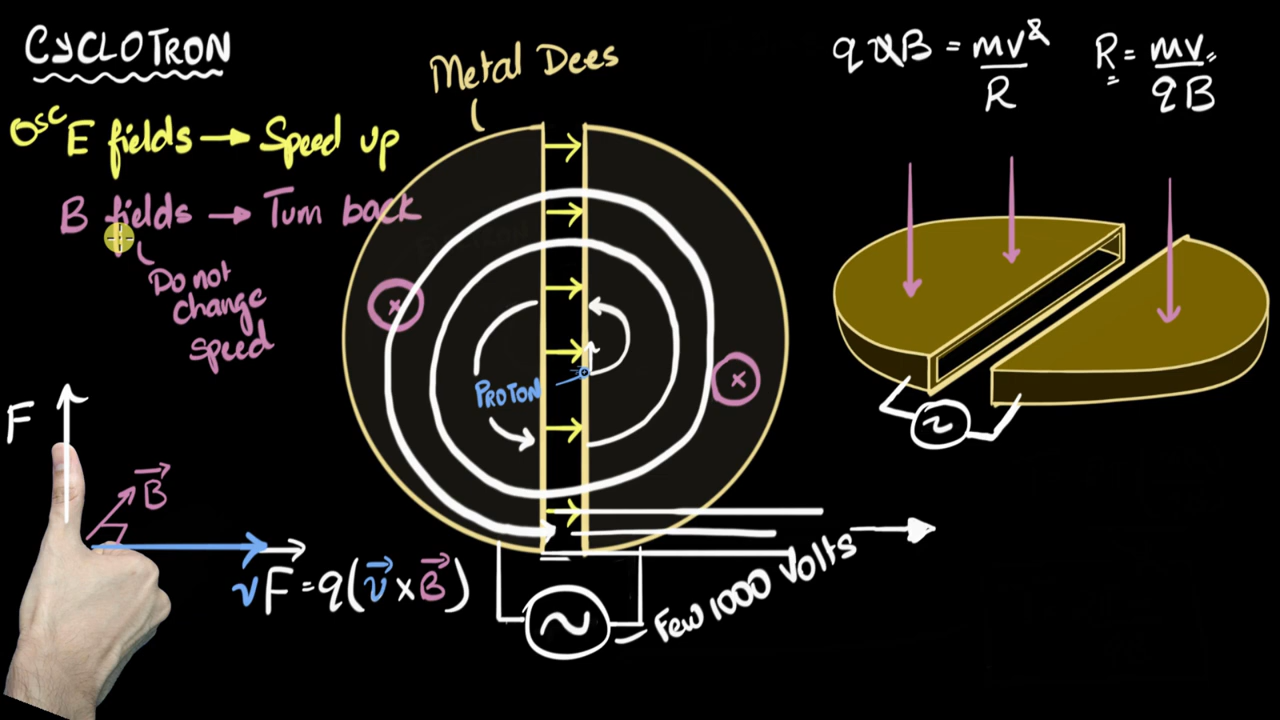 CYCLOTRON
Osc E fields → Speed up
B fields → Turn back
Do not
change
speed
Metal Dees
qvB = mv²/R
R = mv/qB
PROTON
F
B
v
F = q(v × B)
Few 1000 Volts